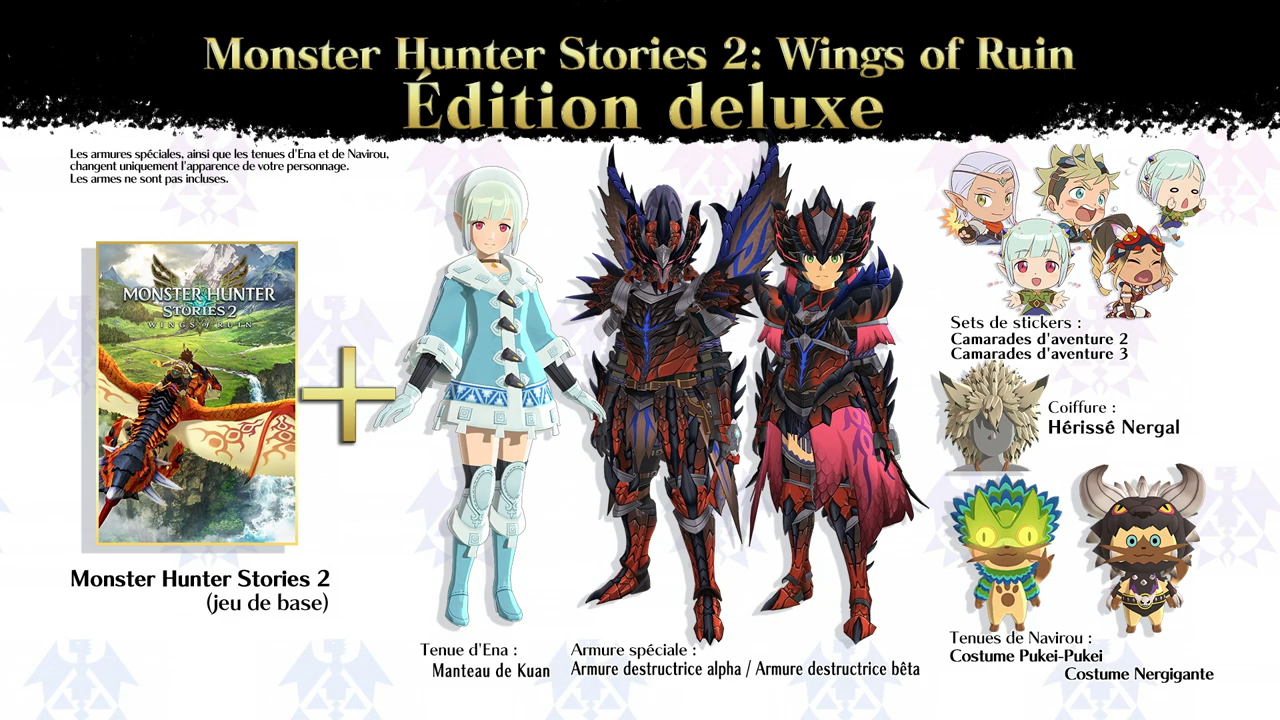 Monster Hunter Stories 2: Wings of Ruin
Édition deluxe
Les armures spéciales, ainsi que les tenues d'Ena et de Navirou,
changent uniquement l'apparence de votre personnage.
Les armes ne sont pas incluses.
MONSTER HUNTER
STORIES 2
WINGS of RUIN
Monster Hunter Stories 2
(jeu de base)
Tenue d'Ena :
Manteau de Kuan
Armure spéciale :
Armure destructrice alpha / Armure destructrice bêta
Sets de stickers :
Camarades d'aventure 2
Camarades d'aventure 3
Coiffure :
Hérissé Nergal
Tenues de Navirou :
Costume Pukei-Pukei
Costume Nergigante